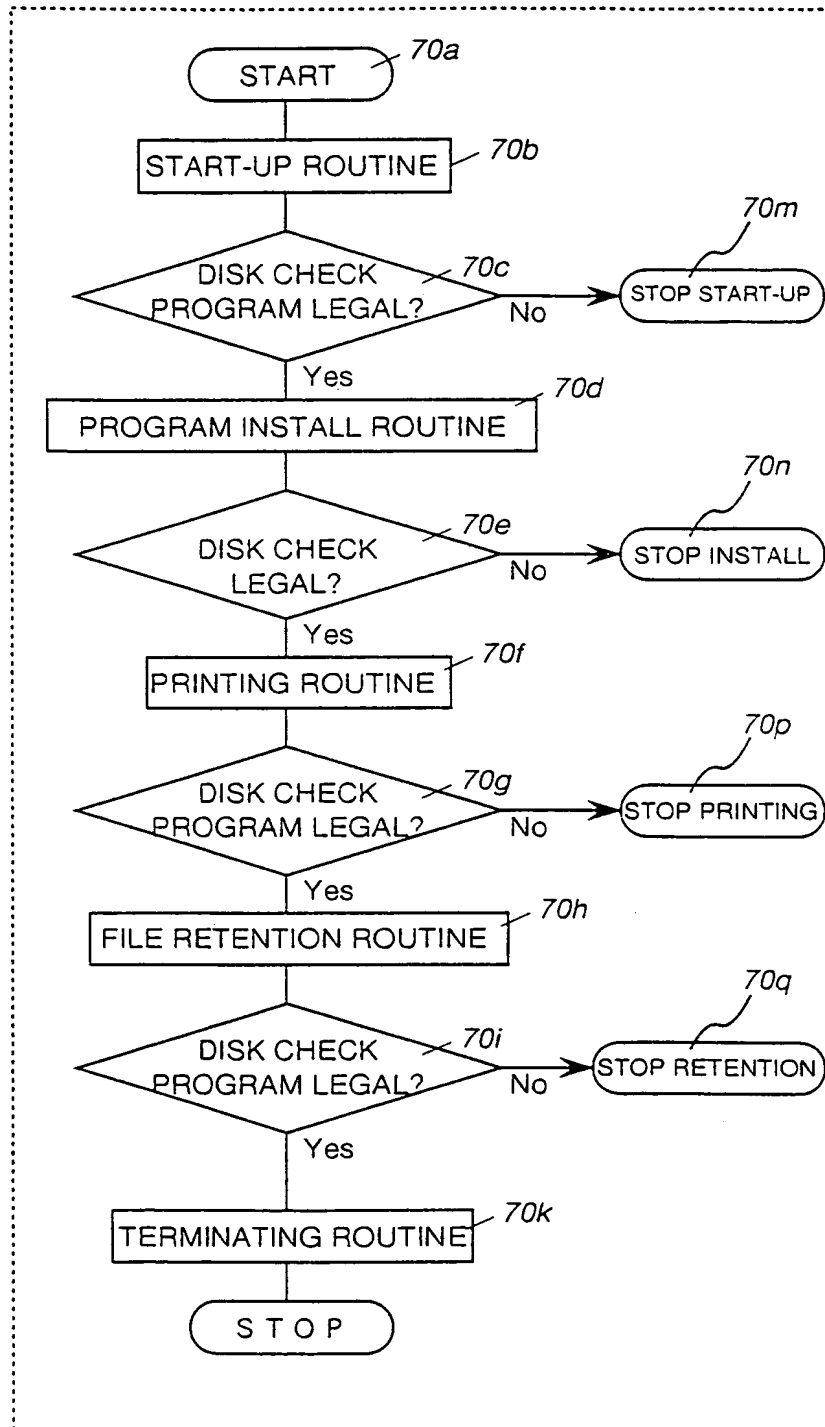 START
70a
START-UP ROUTINE
70b
DISK CHECK
PROGRAM LEGAL?
70c
No
70m
STOP START-UP
Yes
70d
PROGRAM INSTALL ROUTINE
DISK CHECK
LEGAL?
70e
No
70n
STOP INSTALL
Yes
70f
PRINTING ROUTINE
DISK CHECK
PROGRAM LEGAL?
70g
No
70p
STOP PRINTING
Yes
70h
FILE RETENTION ROUTINE
DISK CHECK
PROGRAM LEGAL?
70i
No
70q
STOP RETENTION
Yes
70k
TERMINATING ROUTINE
STOP